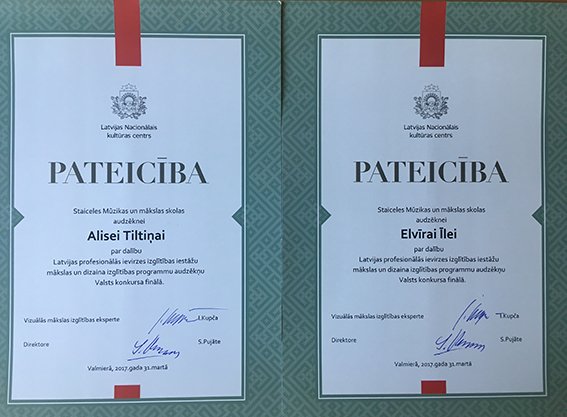 Latvijas Nacionālais
kultūras centrs
PATEICĪBA
Staiceles Mūzikas un mākslas skolas
audzēknei
Alisei Tiltiņai
par dalību
Latvijas profesionālās ievirzes izglītības iestāžu
mākslas un dizaina izglītības programmu audzēkņu
Valsts konkursa finālā.
Vizuālās mākslas izglītības eksperte I.Kupča
Direktore S.Pujāte
Valmierā, 2017.gada 31.martā
Latvijas Nacionālais
kultūras centrs
PATEICĪBA
Staiceles Mūzikas un mākslas skolas
audzēknei
Elvīrai Īlei
par dalību
Latvijas profesionālās ievirzes izglītības iestāžu
mākslas un dizaina izglītības programmu audzēkņu
Valsts konkursa finālā.
Vizuālās mākslas izglītības eksperte I.Kupča
Direktore S.Pujāte
Valmierā, 2017.gada 31.martā